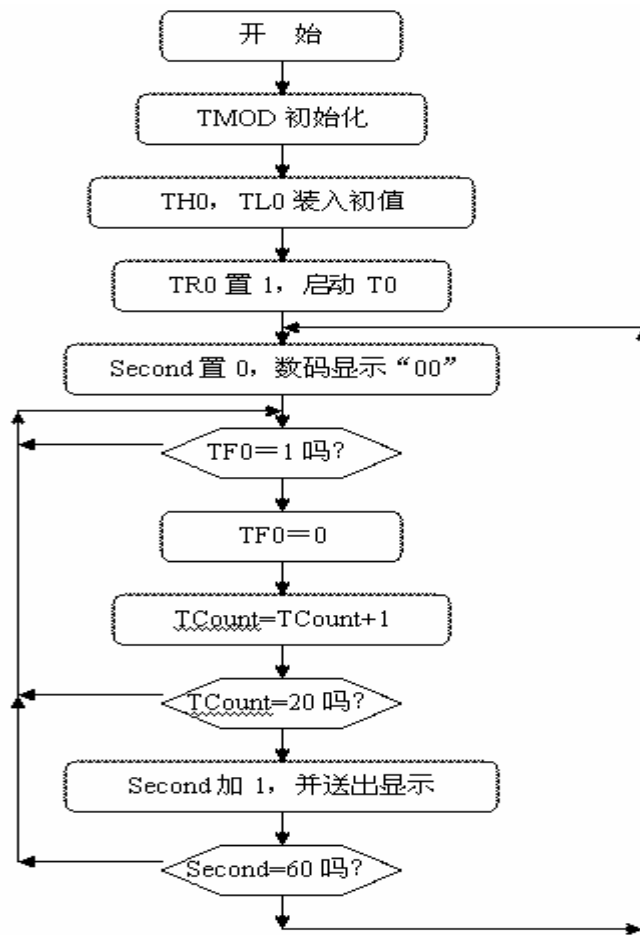 开 始
TMOD 初始化
TH0，TL0 装入初值
TR0 置 1，启动 T0
Second 置 0，数码显示“00”
TF0＝1 吗？
TF0＝0
TCount=TCount+1
TCount=20 吗？
Second 加 1，并送出显示
Second=60 吗？